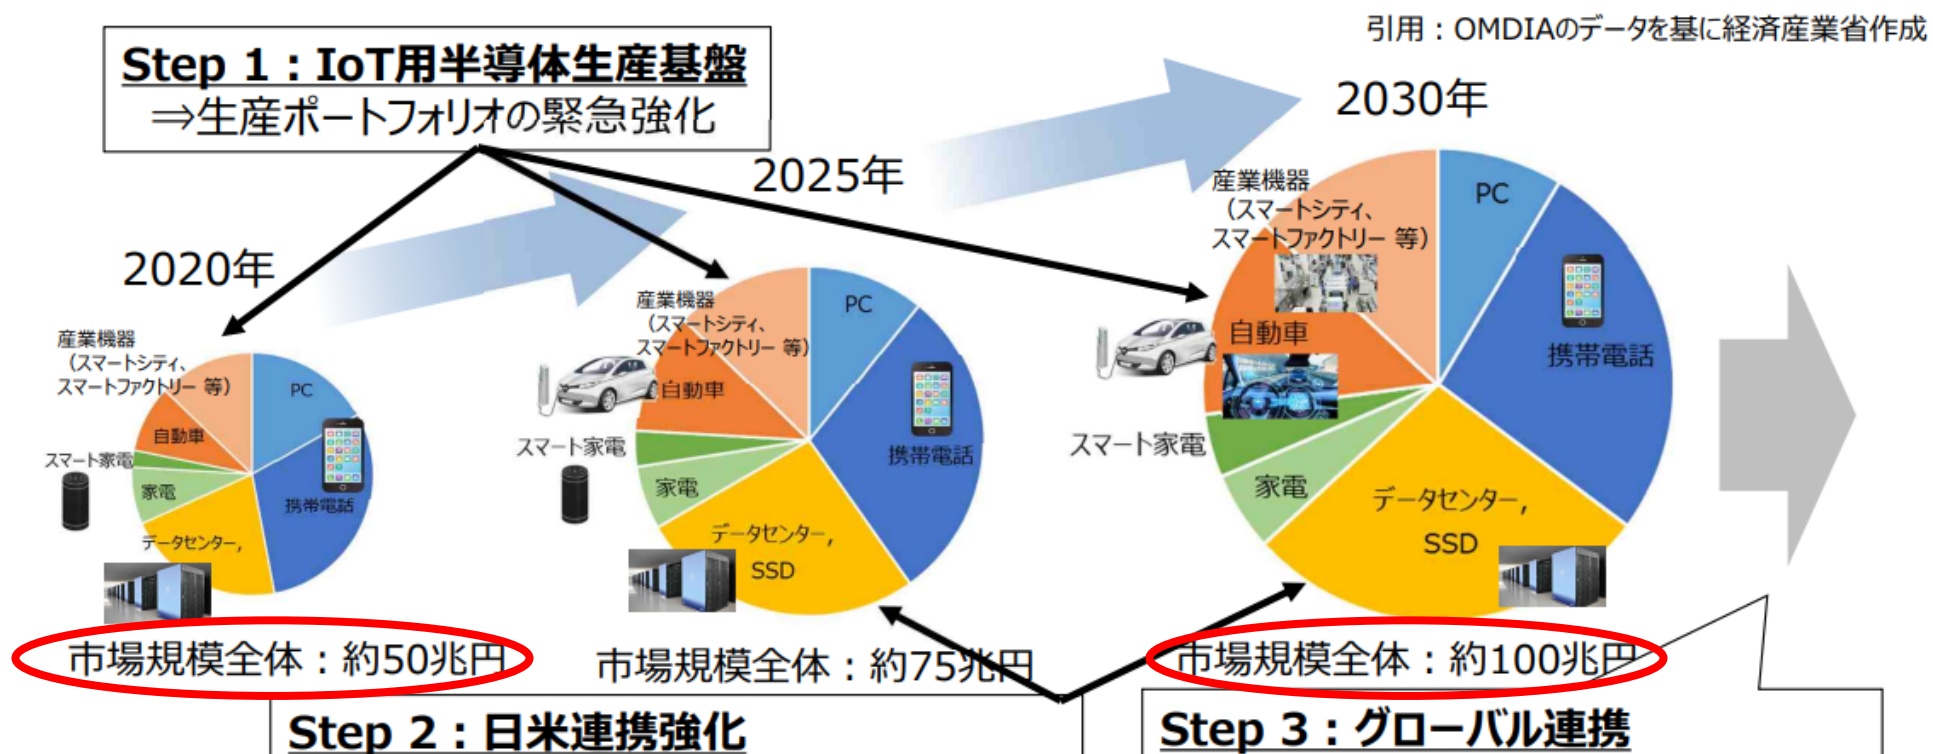 引用：OMDIAのデータを基に経済産業省作成
Step 1：IoT用半導体生産基盤
⇒生産ポートフォリオの緊急強化
2020年
産業機器
（スマートシティ、
スマートファクトリー 等）
PC
自動車
スマート家電
家電
携帯電話
データセンター,
市場規模全体：約50兆円
2025年
産業機器
（スマートシティ、
スマートファクトリー 等）
PC
自動車
スマート家電
家電
携帯電話
データセンター,
SSD
市場規模全体：約75兆円
2030年
産業機器
（スマートシティ、
スマートファクトリー 等）
PC
自動車
携帯電話
スマート家電
家電
データセンター,
SSD
市場規模全体：約100兆円
Step 2：日米連携強化
Step 3：グローバル連携